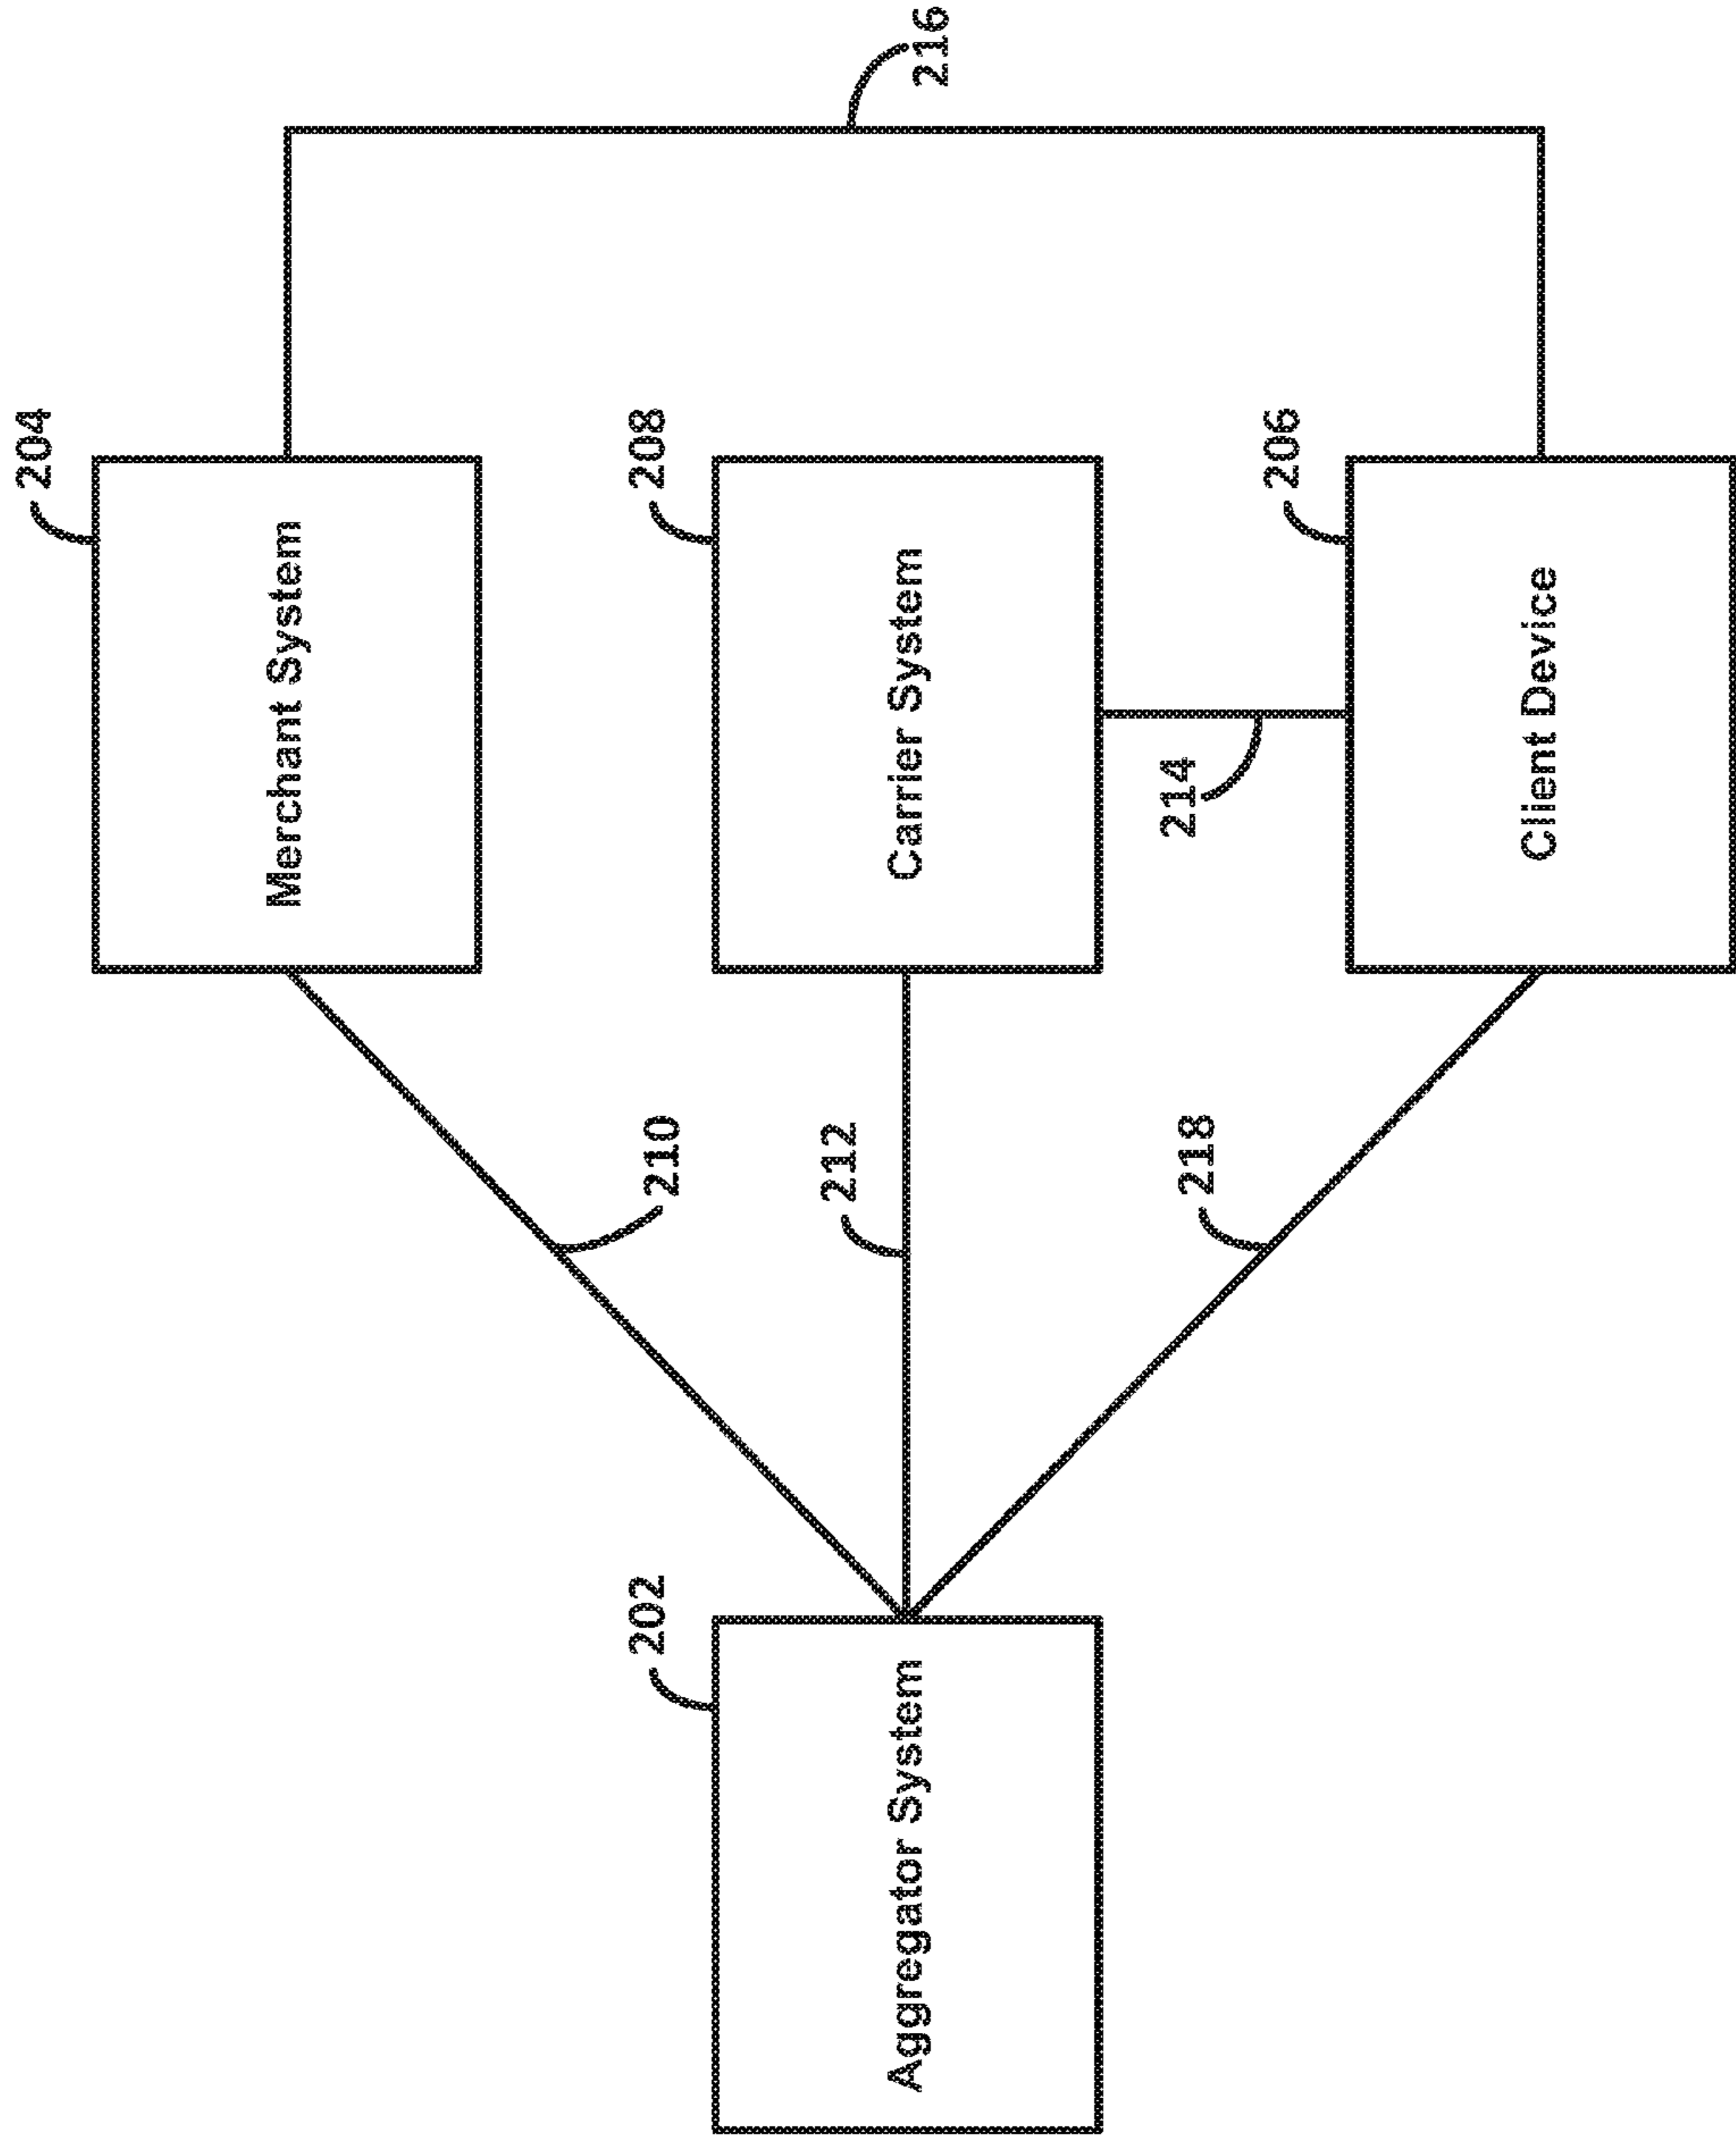 204
Merchant System
216
208
Carrier System
206
Client Device
214
210
212
218
202
Aggregator System